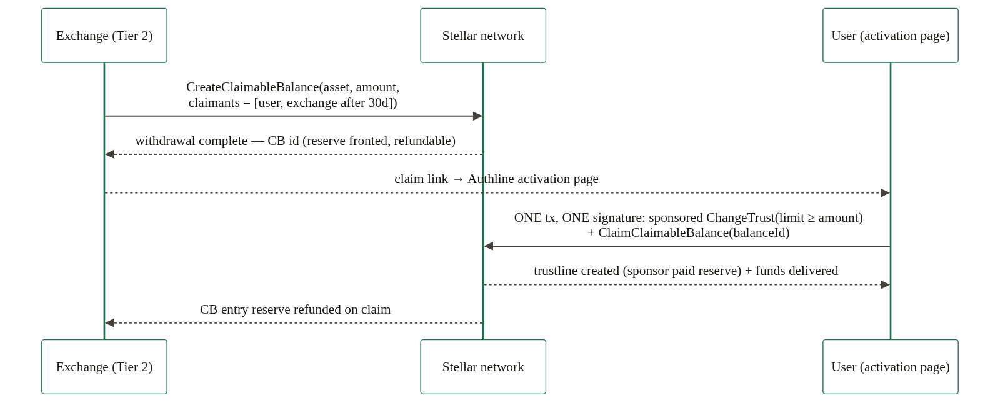 Exchange (Tier 2)
Stellar network
User (activation page)
CreateClaimableBalance(asset, amount,
claimants = [user, exchange after 30d])
withdrawal complete — CB id (reserve fronted, refundable)
claim link → Authline activation page
ONE tx, ONE signature: sponsored ChangeTrust(limit ≥ amount)
+ ClaimClaimableBalance(balanceId)
trustline created (sponsor paid reserve) + funds delivered
CB entry reserve refunded on claim
Exchange (Tier 2)
Stellar network
User (activation page)